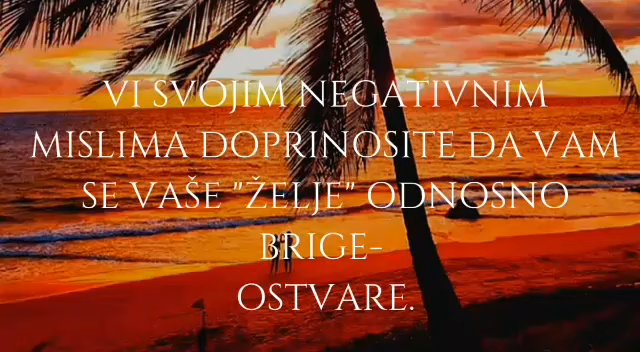 VI SVOJIM NEGATIVNIM
MISLIMA DOPRINOSITE DA VAM
SE VAŠE "ŽELJE" ODNOSNO
BRIGE-
OSTVARE.